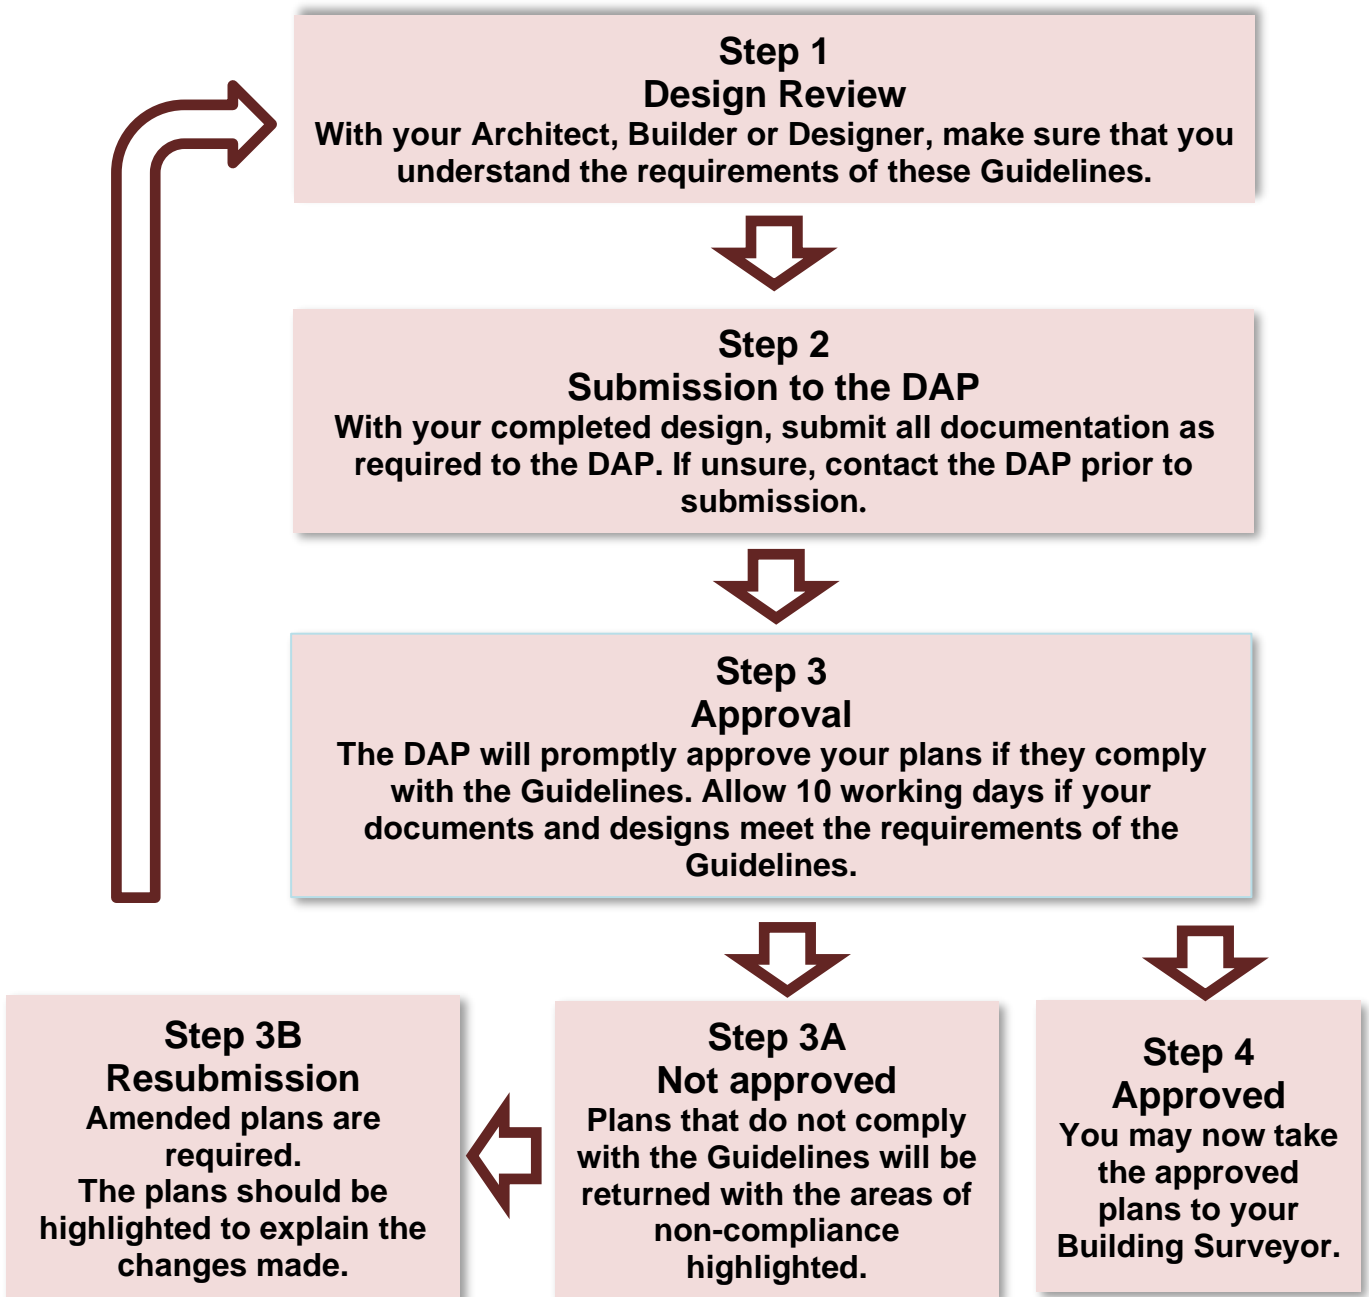 Step 1
Design Review
With your Architect, Builder or Designer, make sure that you
understand the requirements of these Guidelines.
Step 2
Submission to the DAP
With your completed design, submit all documentation as
required to the DAP. If unsure, contact the DAP prior to
submission.
Step 3
Approval
The DAP will promptly approve your plans if they comply
with the Guidelines. Allow 10 working days if your
documents and designs meet the requirements of the
Guidelines.
Step 3B
Resubmission
Amended plans are
required.
The plans should be
highlighted to explain the
changes made.
Step 3A
Not approved
Plans that do not comply
with the Guidelines will be
returned with the areas of
non-compliance
highlighted.
Step 4
Approved
You may now take
the approved
plans to your
Building Surveyor.